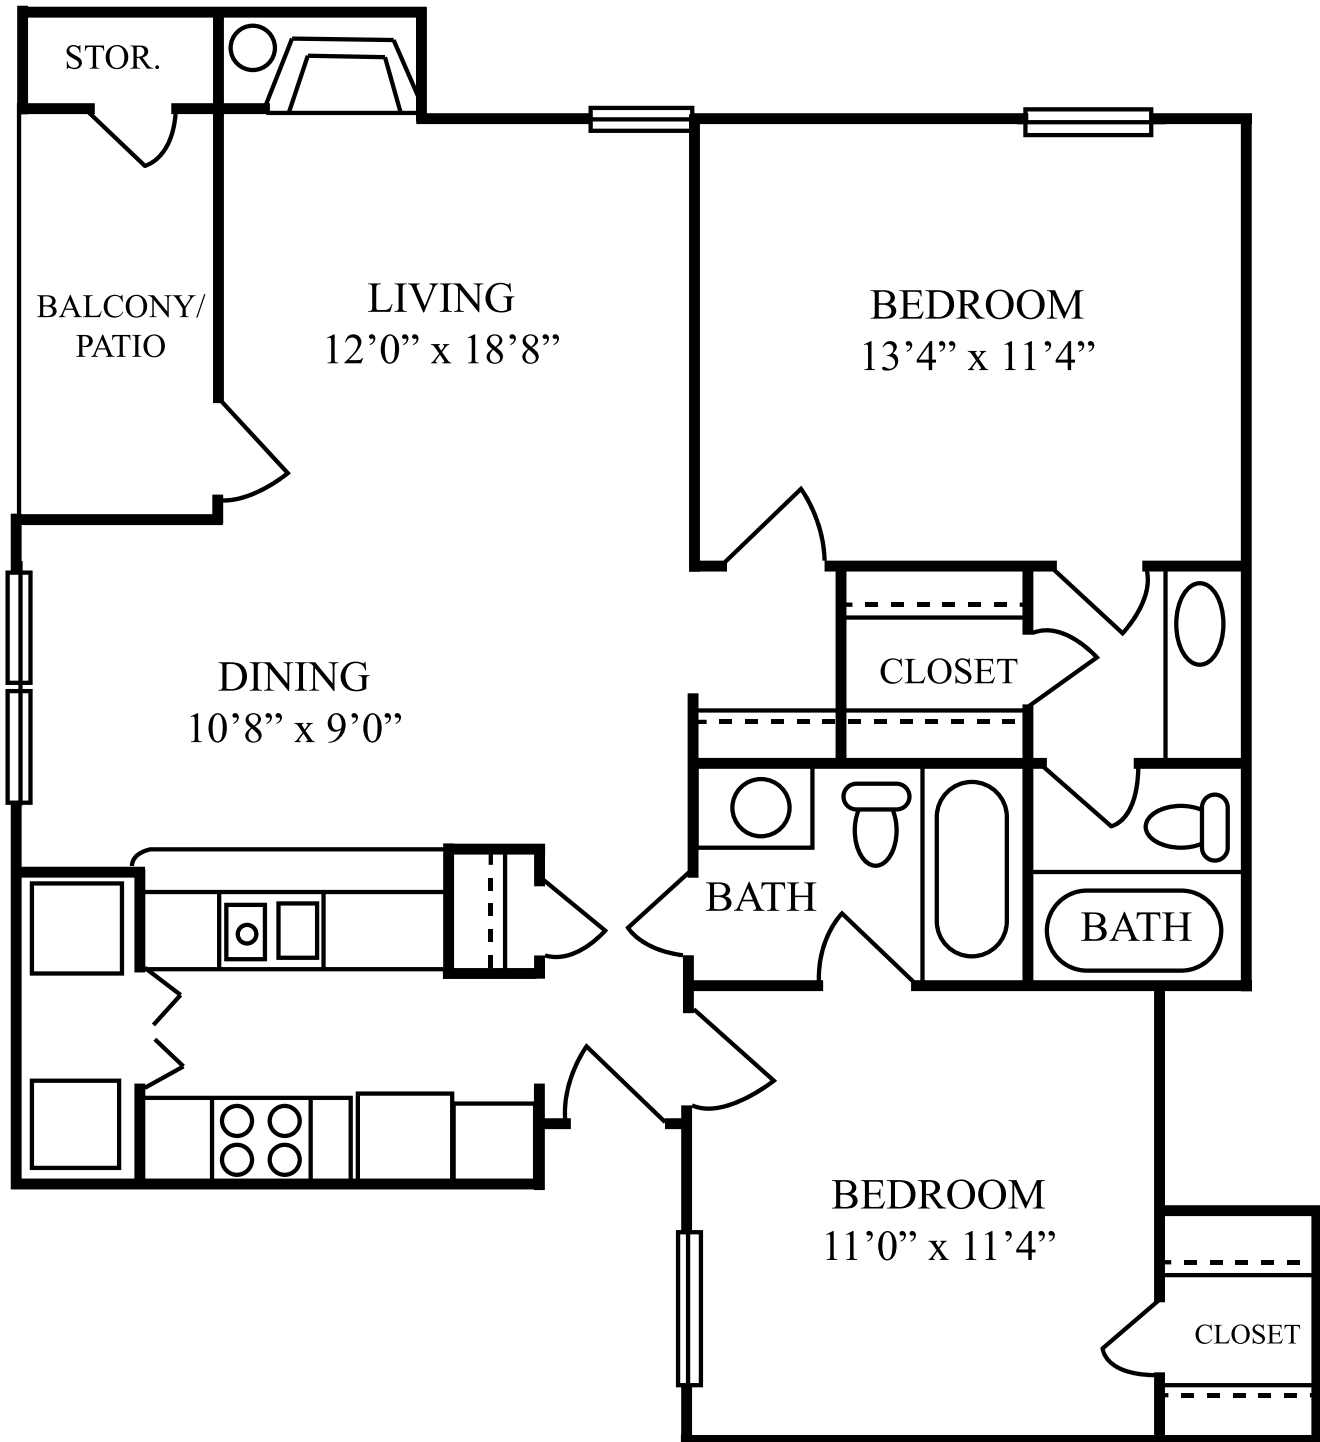 STOR.
BALCONY/
PATIO
LIVING
12’0” x 18’8”
BEDROOM
13’4” x 11’4”
DINING
10’8” x 9’0”
CLOSET
BATH
BATH
BEDROOM
11’0” x 11’4”
CLOSET